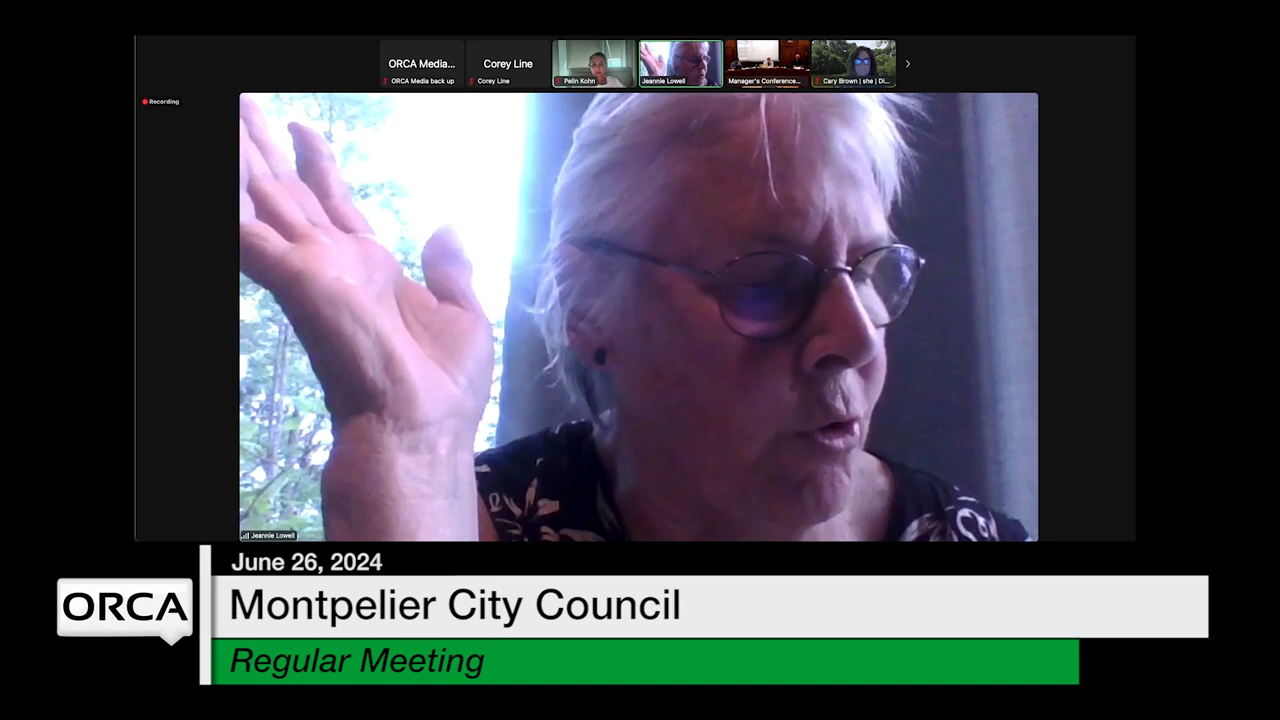 ORCA Media...
Corey Line
ORCA Media back up
Corey Line
Pelin Kohn
Jeannie Lowell
Manager's Conference...
Cary Brown | she | Di...
Recording
Jeannie Lowell
June 26, 2024
ORCA
Montpelier City Council
Regular Meeting